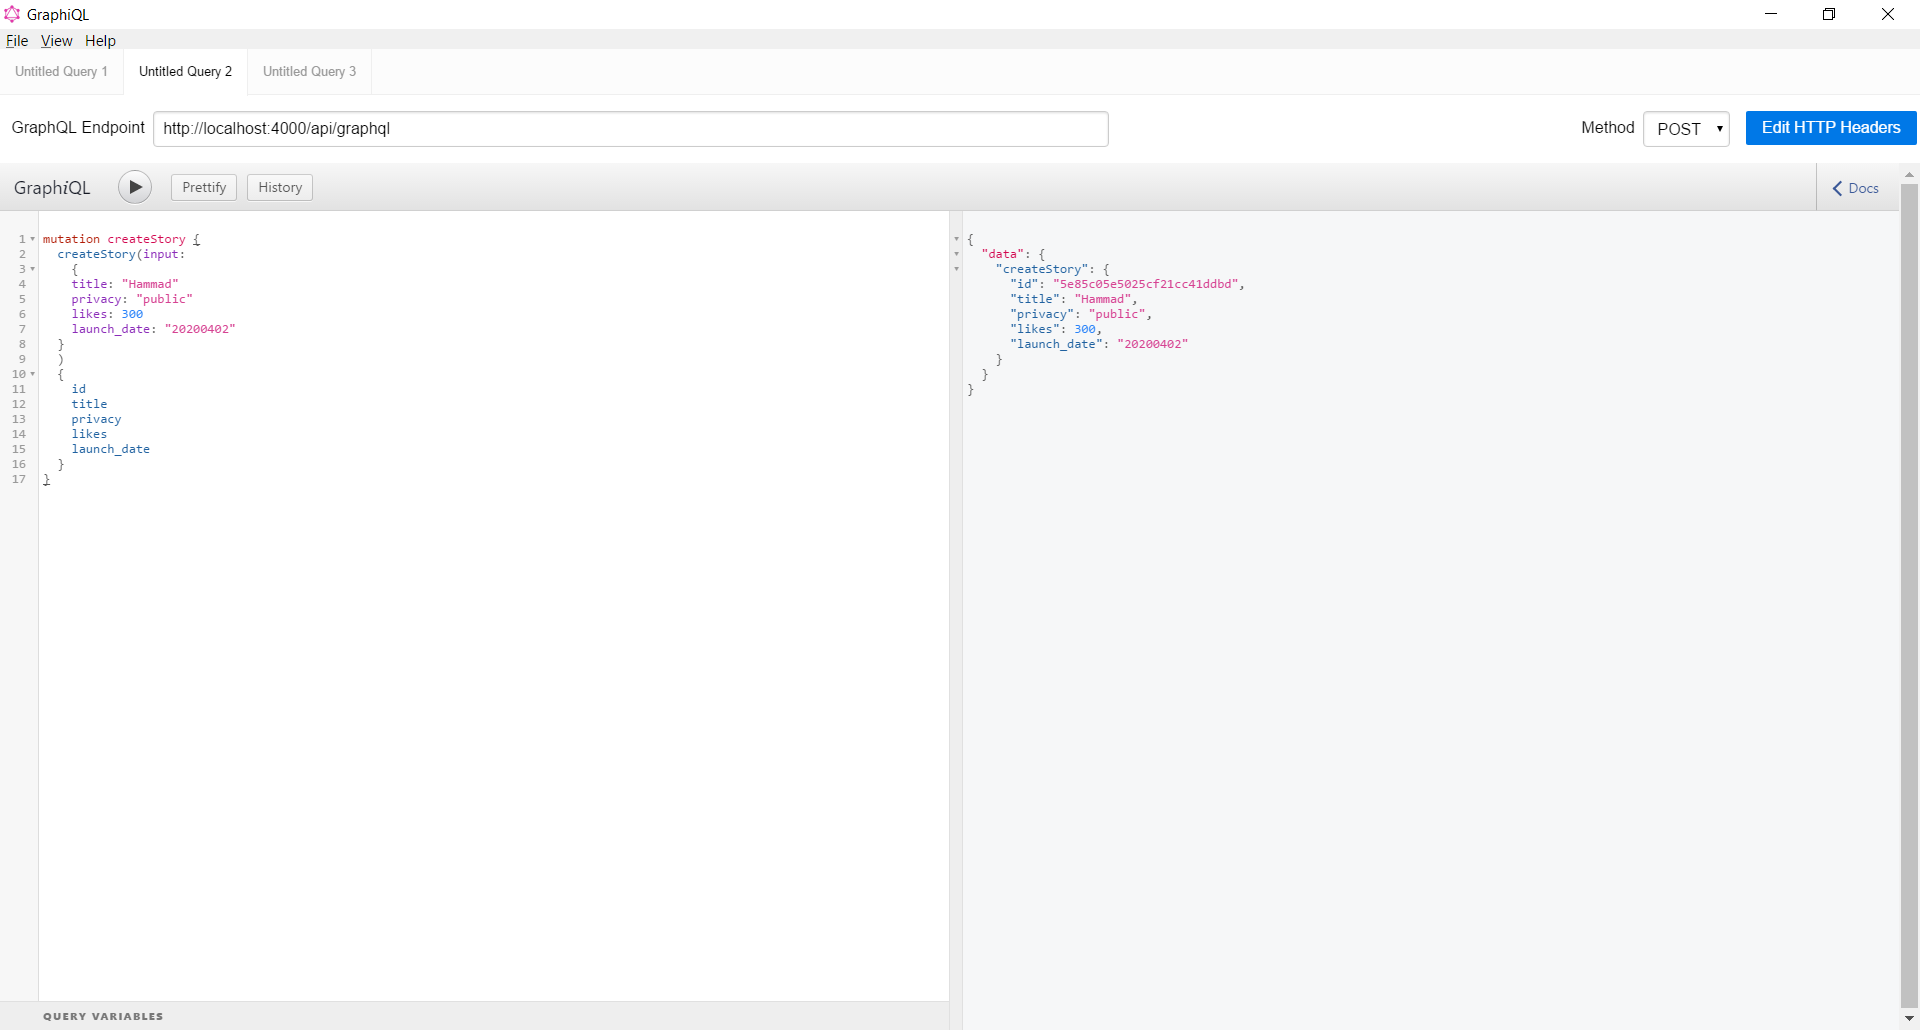 GraphiQL
File View Help
Untitled Query 1 Untitled Query 2 Untitled Query 3
GraphQL Endpoint http://localhost:4000/api/graphql Method POST Edit HTTP Headers
GraphiQL Prettify History Docs
1 mutation createStory {
2 createStory(input:
3 {
4 title: "Hammad"
5 privacy: "public"
6 likes: 300
7 launch_date: "20200402"
8 }
9 )
10 {
11 id
12 title
13 privacy
14 likes
15 launch_date
16 }
17 }
{
"data": {
"createStory": {
"id": "5e85c05e5025cf21cc41ddbd",
"title": "Hammad",
"privacy": "public",
"likes": 300,
"launch_date": "20200402"
}
}
}
QUERY VARIABLES